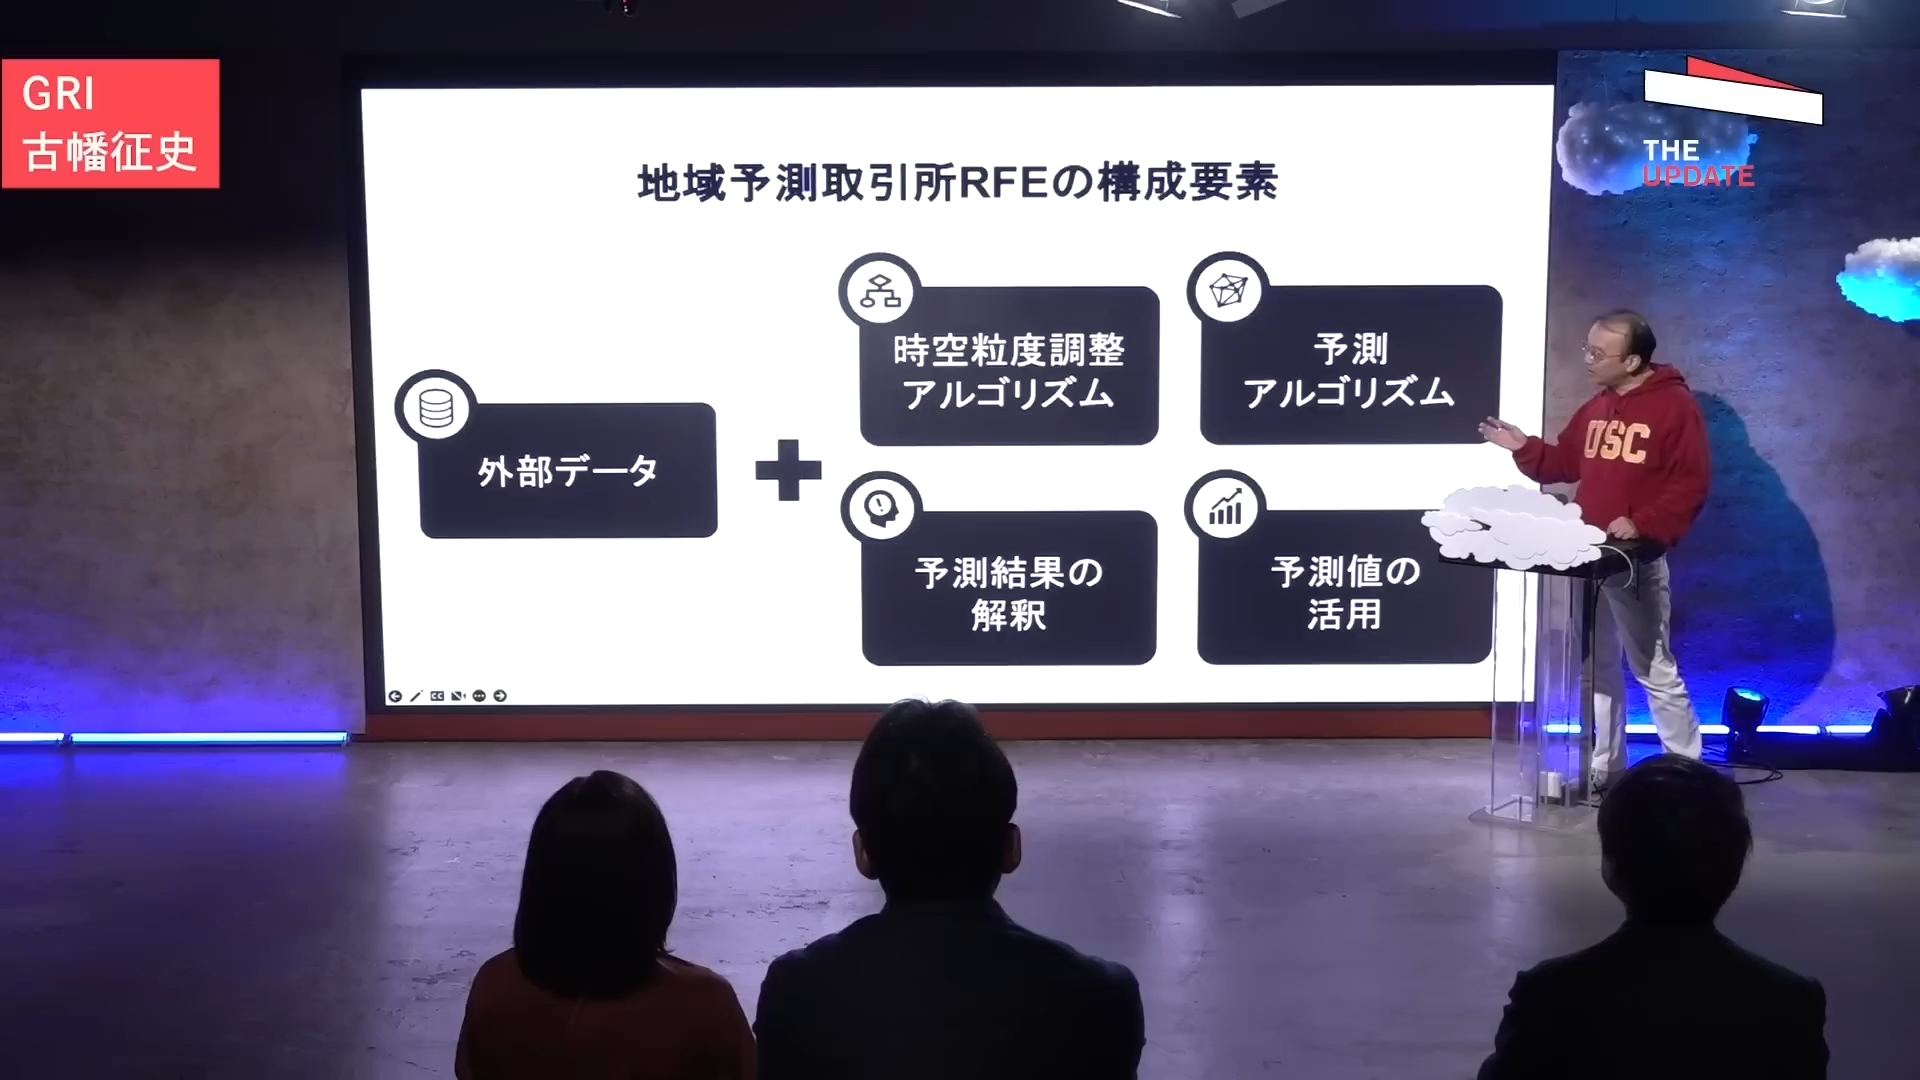 GRI
古幡征史
THE
UPDATE
地域予測取引所RFEの構成要素
外部データ
時空粒度調整
アルゴリズム
予測
アルゴリズム
予測結果の
解釈
予測値の
活用
USC
CC